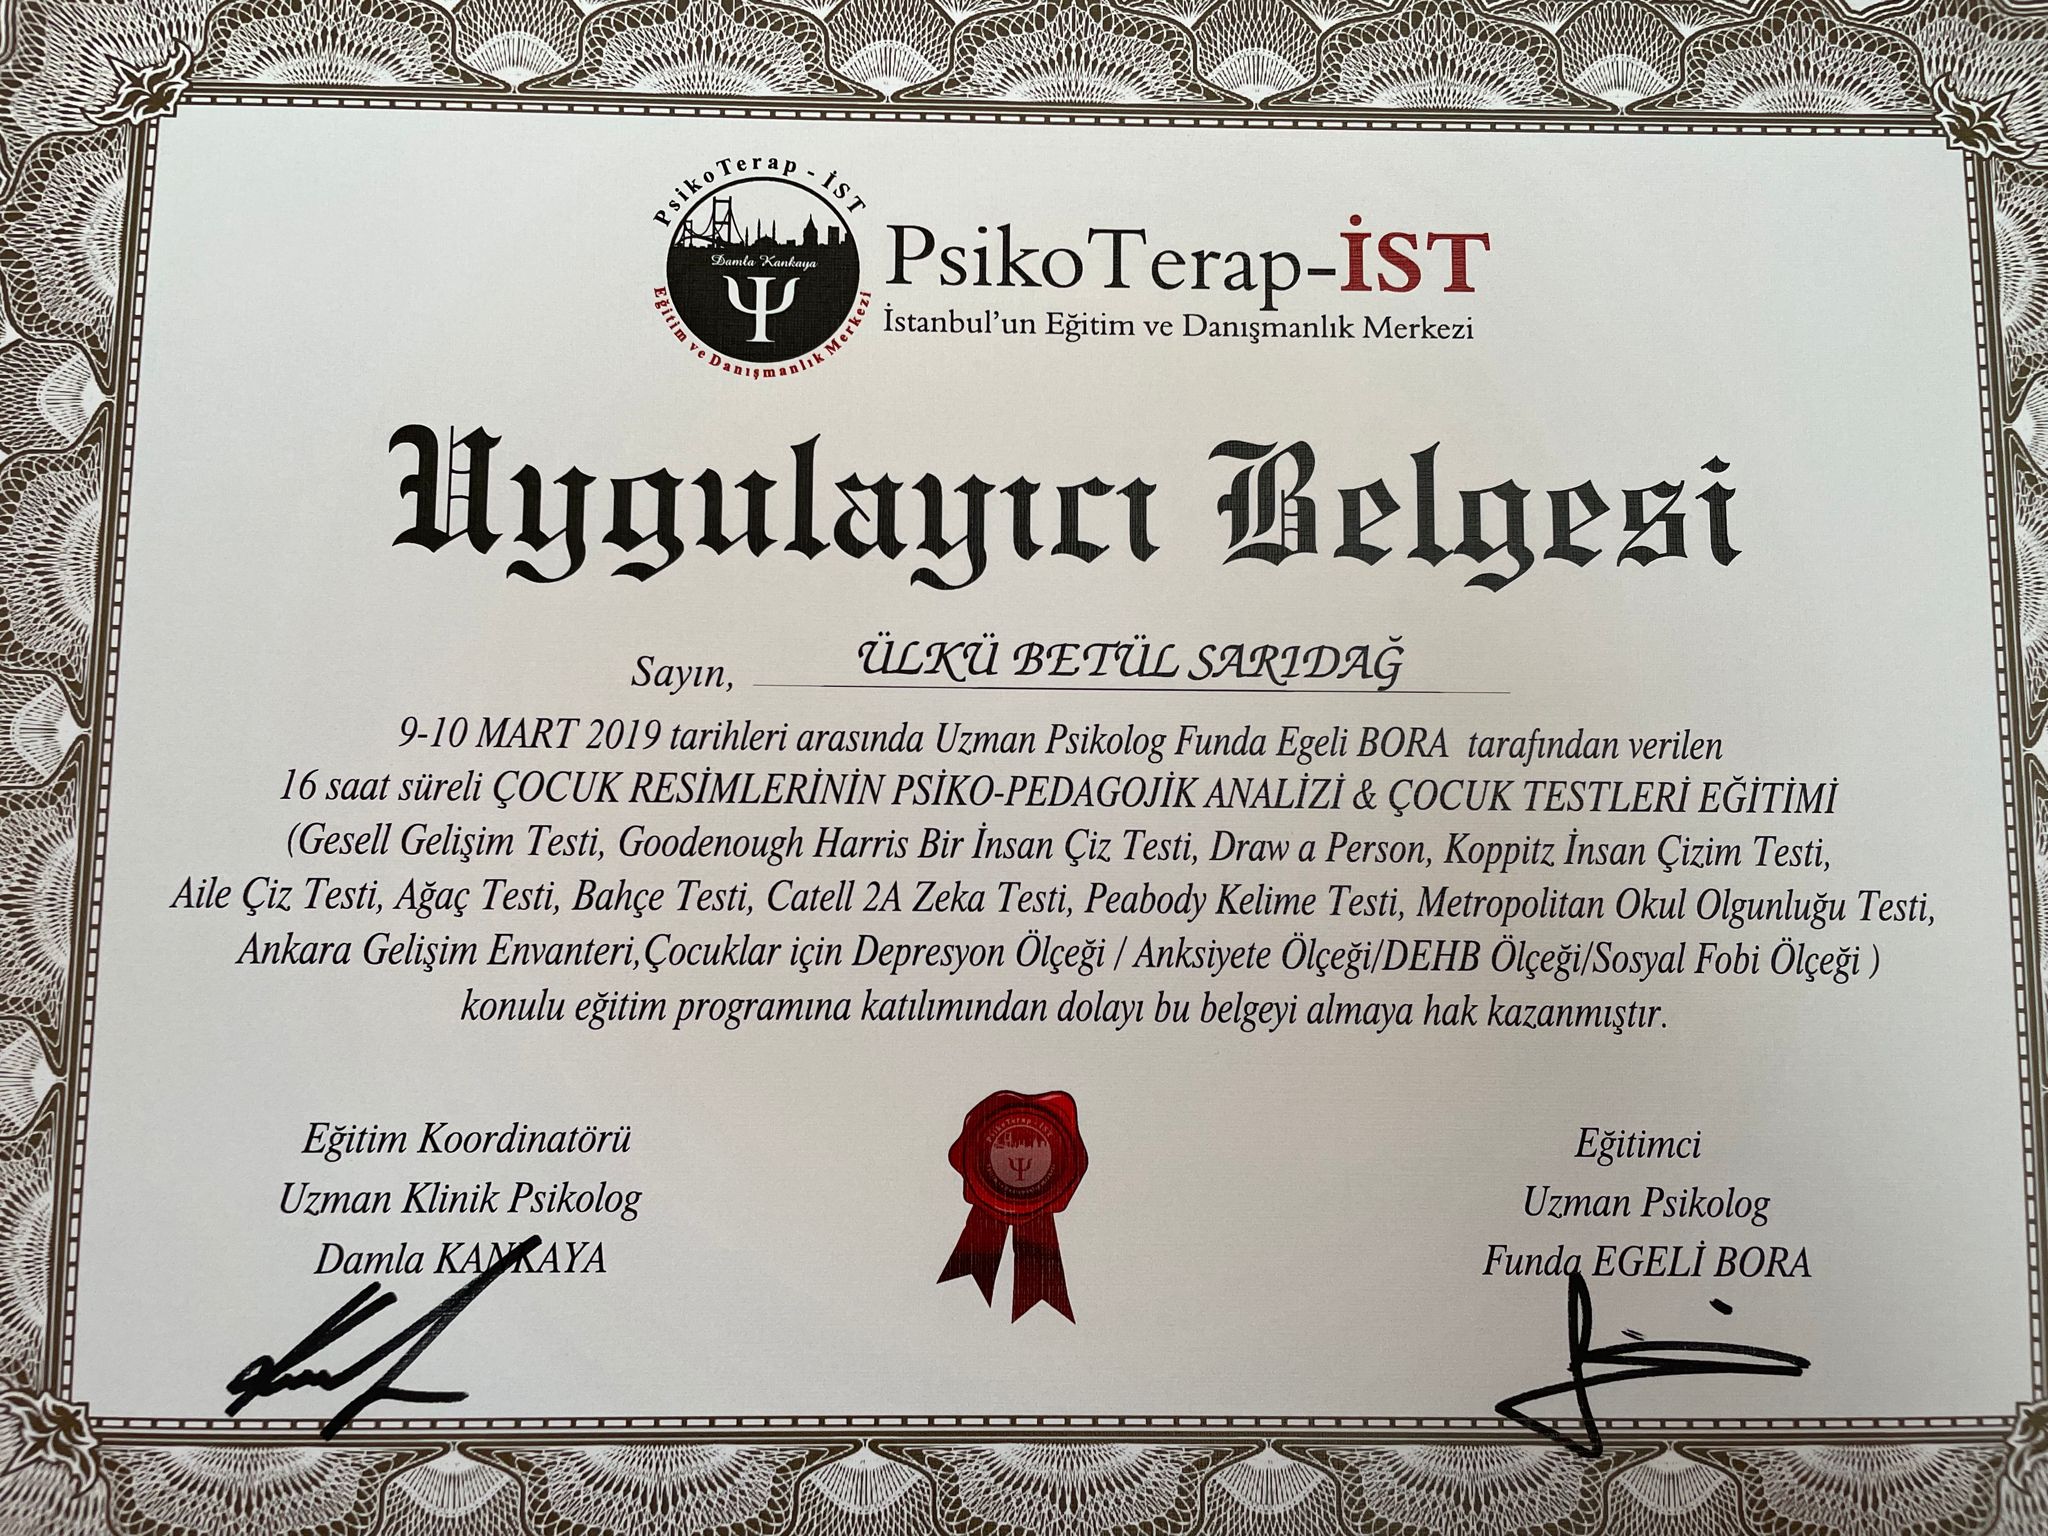 PsikoTerap - İST
Damla Kankaya
Eğitim ve Danışmanlık Merkezi
PsikoTerap-İST
İstanbul'un Eğitim ve Danışmanlık Merkezi
Uygulayıcı Belgesi
Sayın, ÜLKÜ BETÜL SARIDAĞ
9-10 MART 2019 tarihleri arasında Uzman Psikolog Funda Egeli BORA tarafından verilen
16 saat süreli ÇOCUK RESİMLERİNİN PSİKO-PEDAGOJİK ANALİZİ & ÇOCUK TESTLERİ EĞİTİMİ
(Gesell Gelişim Testi, Goodenough Harris Bir İnsan Çiz Testi, Draw a Person, Koppitz İnsan Çizim Testi,
Aile Çiz Testi, Ağaç Testi, Bahçe Testi, Catell 2A Zeka Testi, Peabody Kelime Testi, Metropolitan Okul Olgunluğu Testi,
Ankara Gelişim Envanteri,Çocuklar için Depresyon Ölçeği / Anksiyete Ölçeği/DEHB Ölçeği/Sosyal Fobi Ölçeği )
konulu eğitim programına katılımından dolayı bu belgeyi almaya hak kazanmıştır.
Eğitim Koordinatörü
Uzman Klinik Psikolog
Damla KANKAYA
PsikoTerap - İST
Eğitimci
Uzman Psikolog
Funda EGELİ BORA